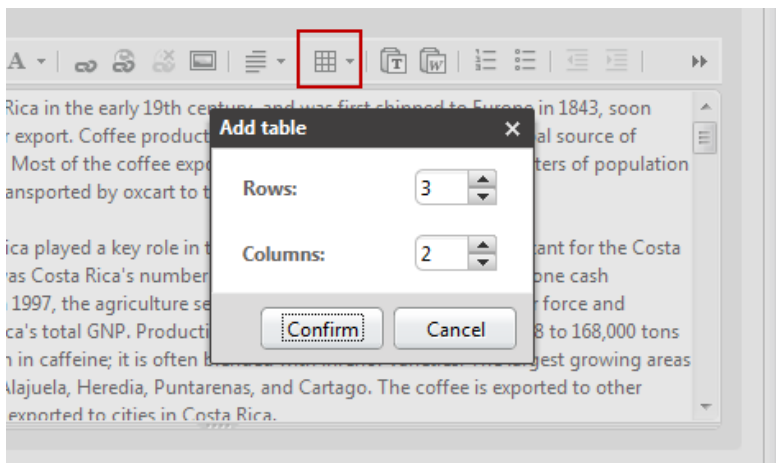 A
T
W
Rica in the early 19th century, and was first shipped to Europe in 1843, soon
export. Coffee product al source of
Most of the coffee expo ters of population
ansported by oxcart to t
Add table
Rows: 3
Columns: 2
Confirm Cancel
ica played a key role in t ant for the Costa
as Costa Rica's number one cash
1997, the agriculture se force and
ca's total GNP. Producti 8 to 168,000 tons
in caffeine; it is often gest growing areas
Alajuela, Heredia, Puntarenas, and Cartago. The coffee is exported to other
exported to cities in Costa Rica.